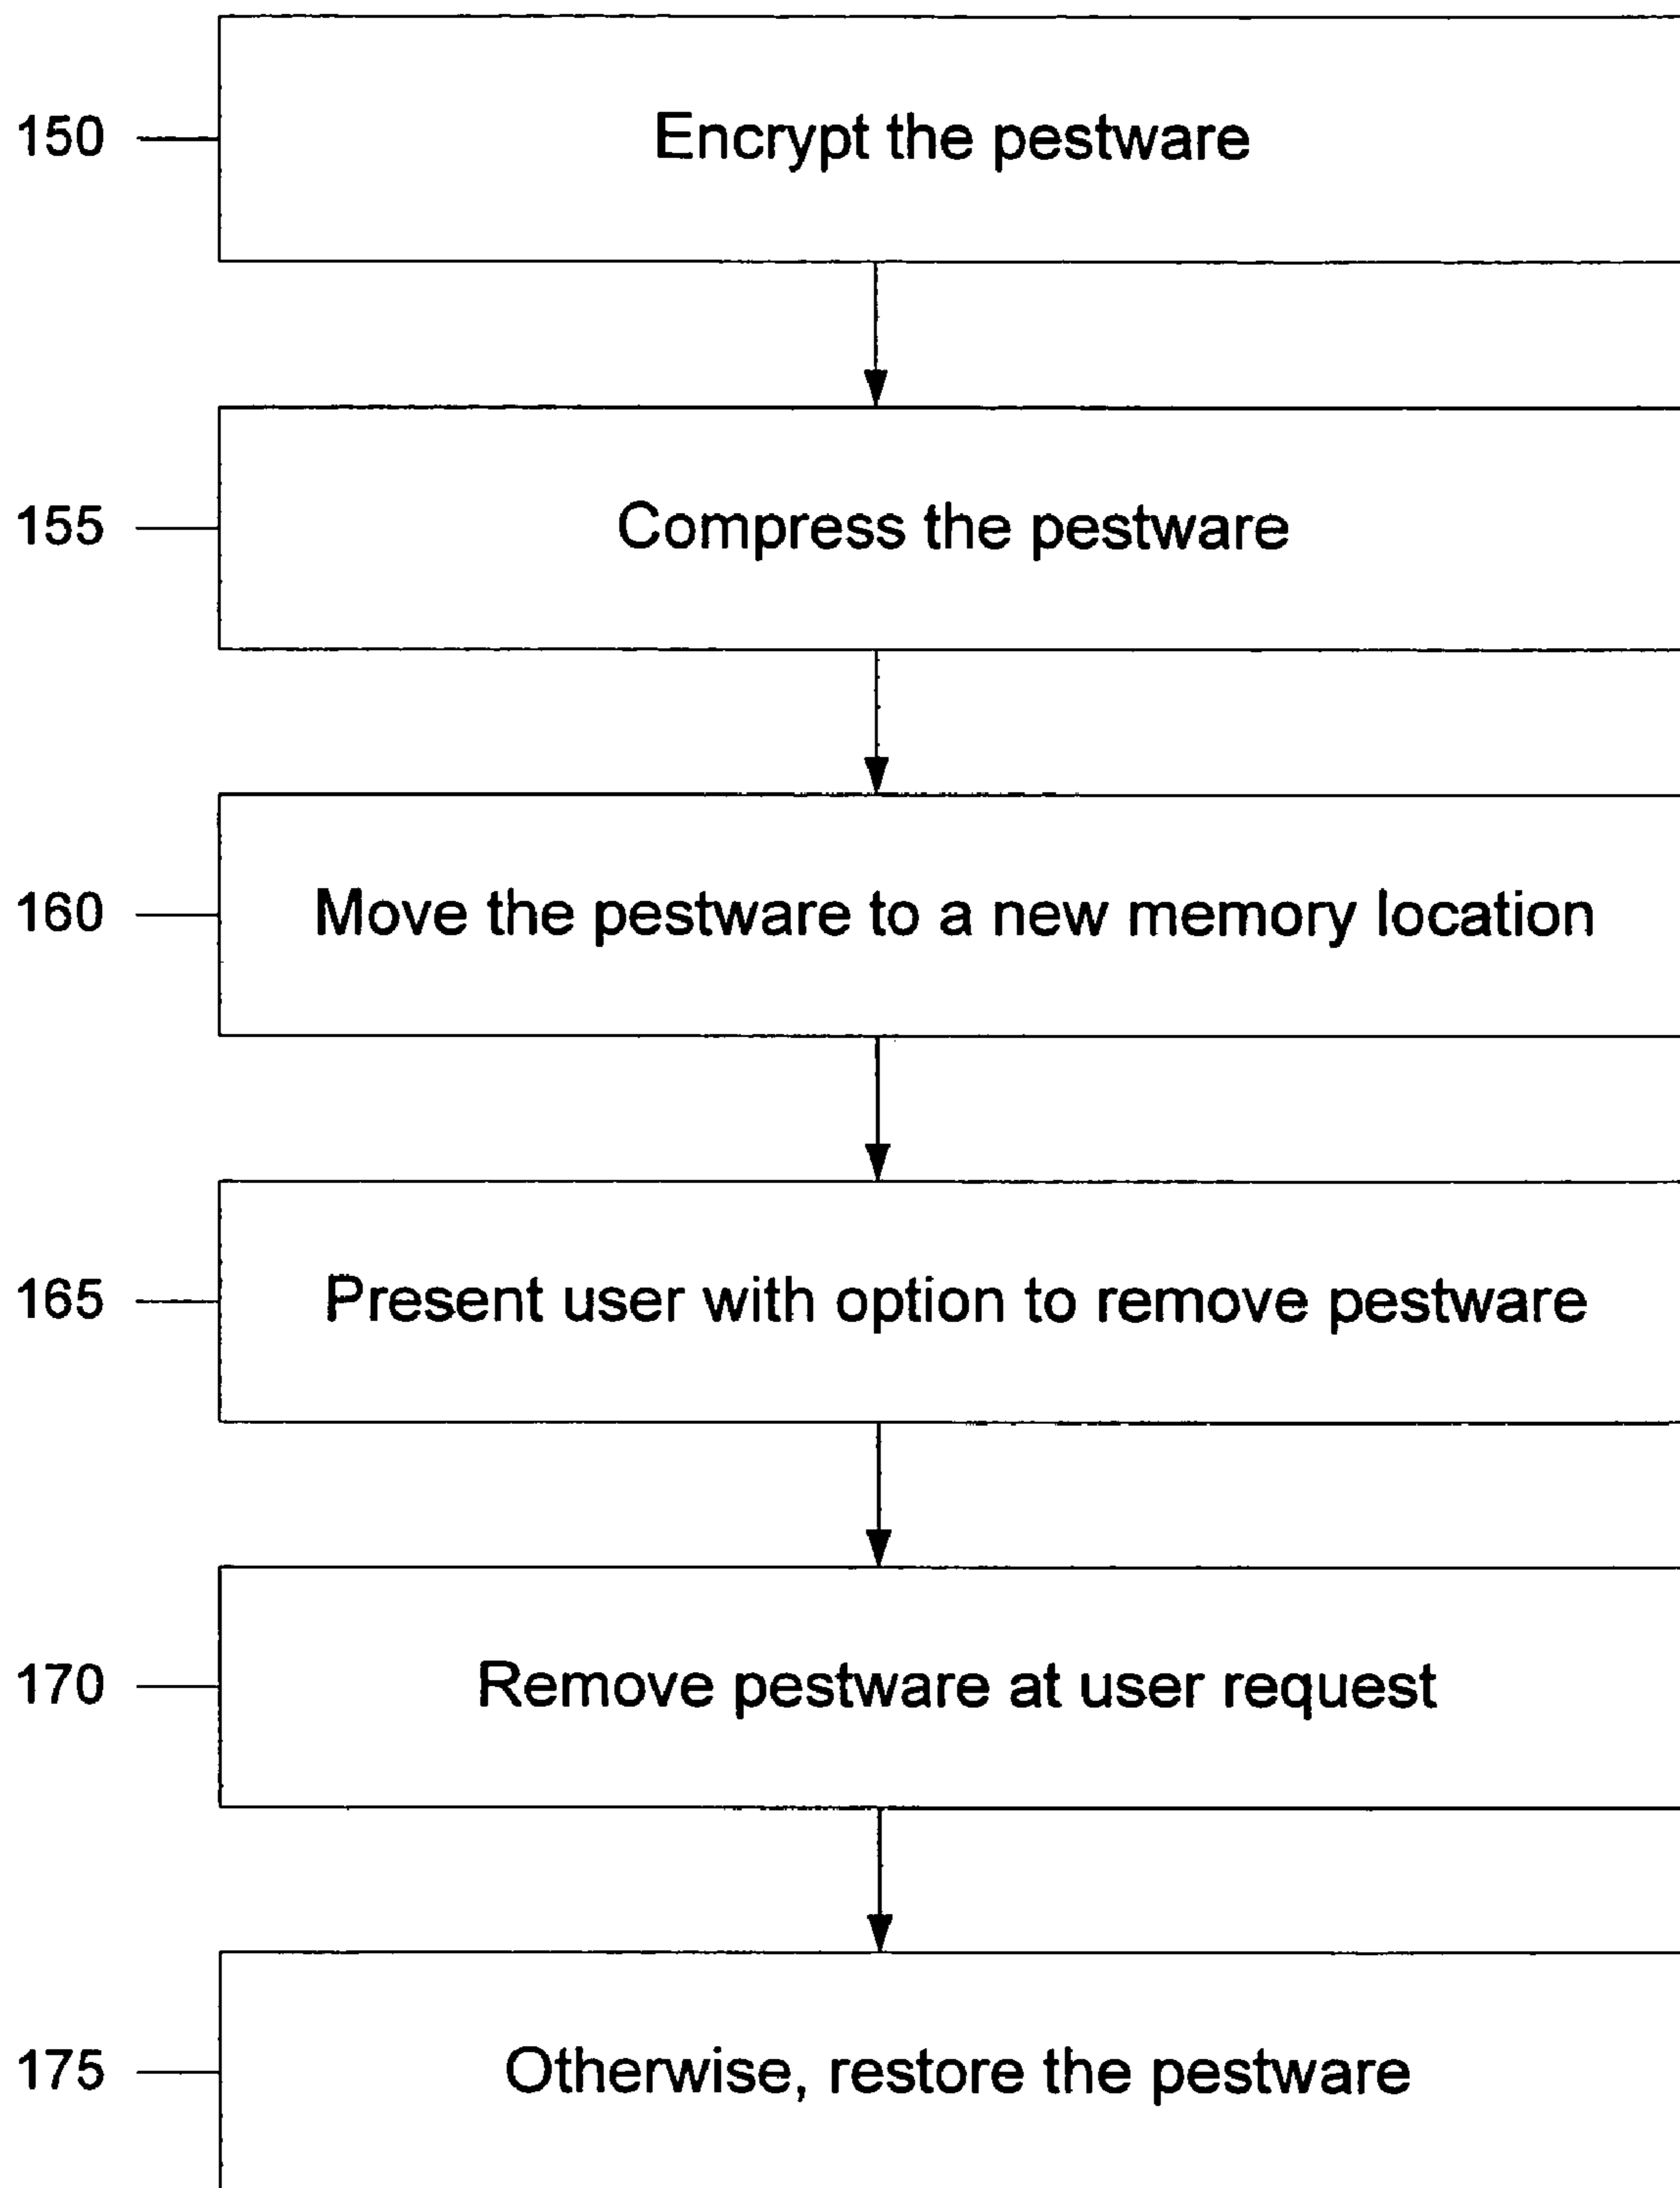 150 Encrypt the pestware
155 Compress the pestware
160 Move the pestware to a new memory location
165 Present user with option to remove pestware
170 Remove pestware at user request
175 Otherwise, restore the pestware